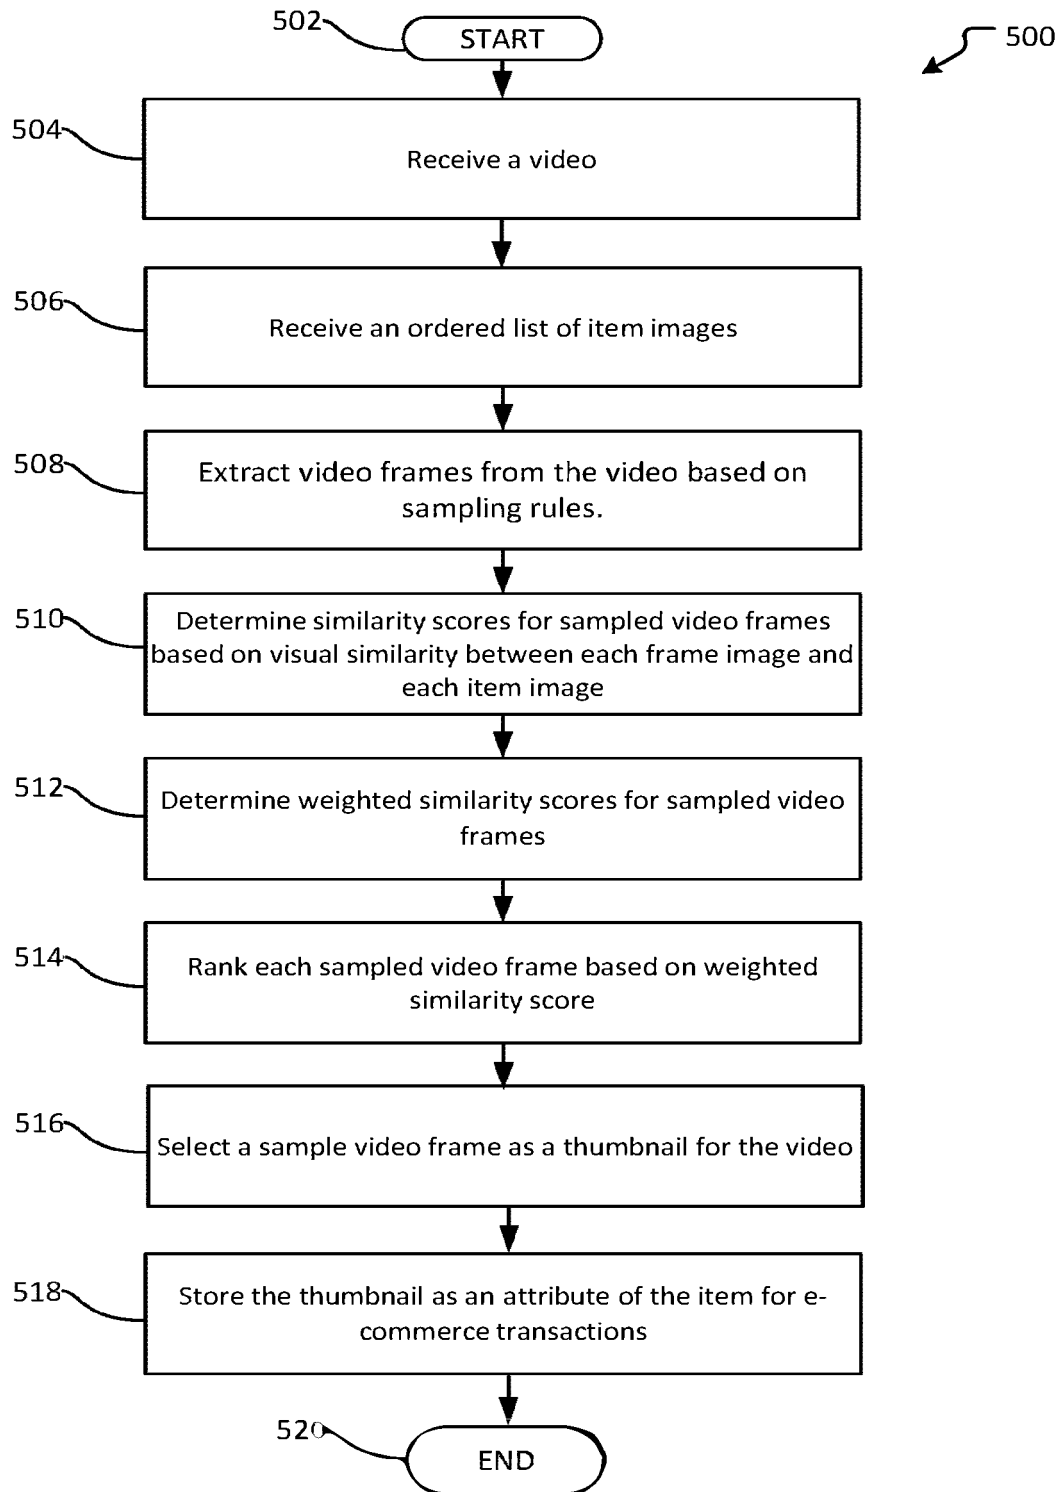 502
START
500
504
Receive a video
506
Receive an ordered list of item images
508
Extract video frames from the video based on
sampling rules.
510
Determine similarity scores for sampled video frames
based on visual similarity between each frame image and
each item image
512
Determine weighted similarity scores for sampled video
frames
514
Rank each sampled video frame based on weighted
similarity score
516
Select a sample video frame as a thumbnail for the video
518
Store the thumbnail as an attribute of the item for e-
commerce transactions
520
END